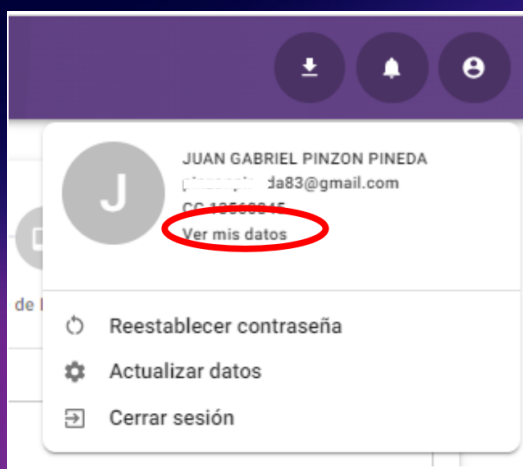 JUAN GABRIEL PINZON PINEDA
da83@gmail.com
CC
Ver mis datos
J
de
Reestablecer contraseña
Actualizar datos
Cerrar sesión